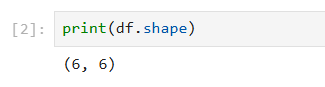 [2]: print(df.shape)
(6, 6)